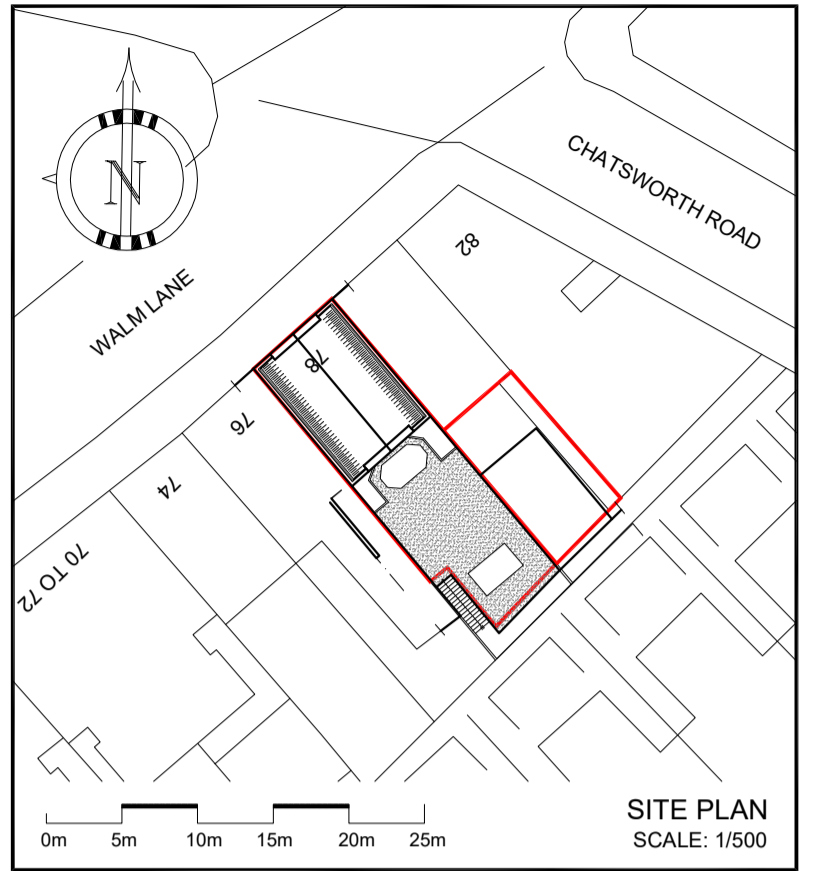 N
CHATSWORTH ROAD
82
WALM LANE
78
76
74
70 TO 72
SITE PLAN
SCALE: 1/500
0m 5m 10m 15m 20m 25m